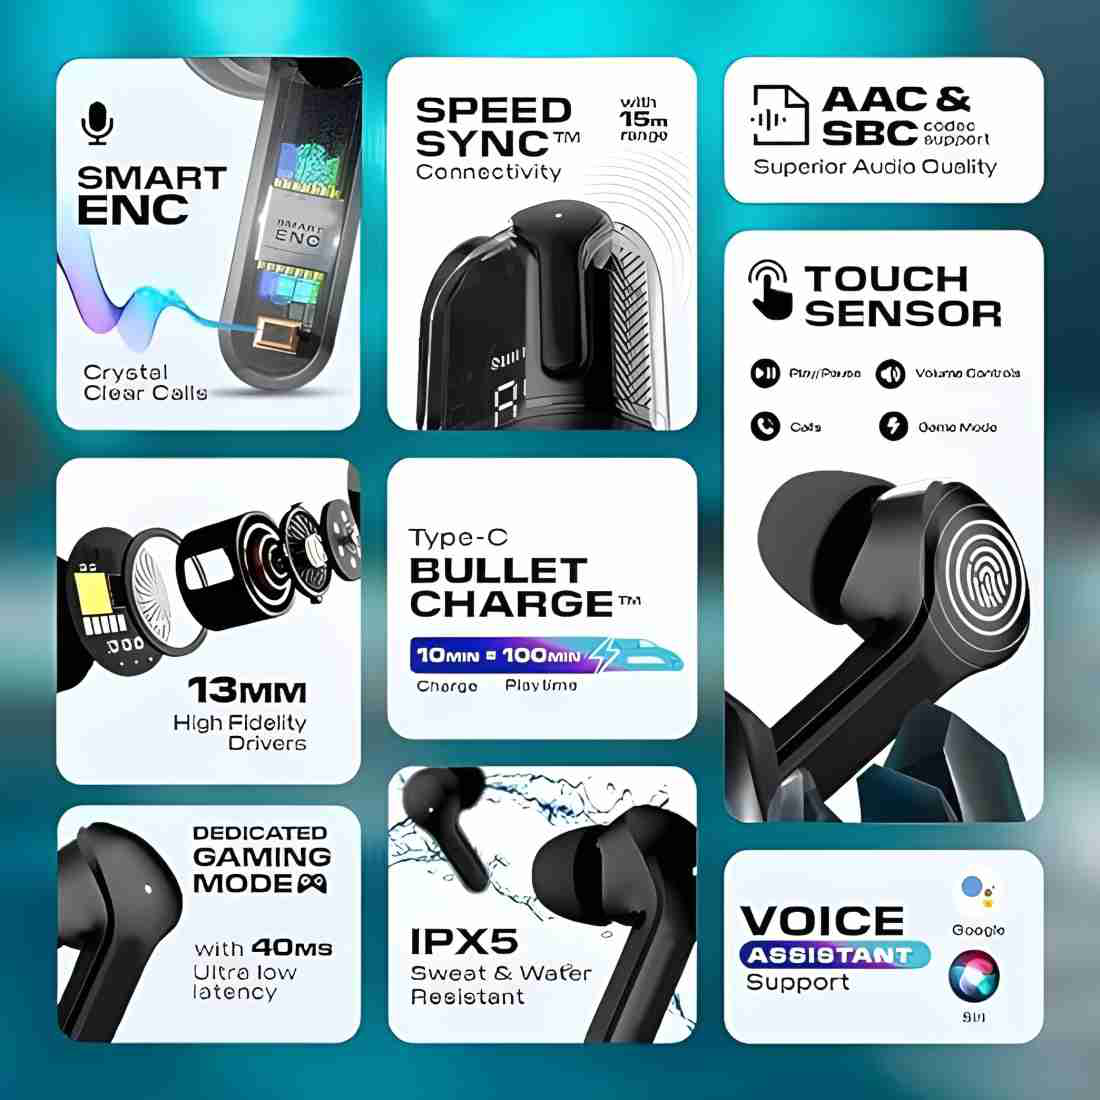 SMART
ENC
SMART
ENC
Crystal
Clear Calls
SPEED
SYNC™
Connectivity
with
15m
range
AAC &
SBC codec
support
Superior Audio Quality
TOUCH
SENSOR
Play/Pause
Volume Controls
Calls
Game Mode
13MM
High Fidelity
Drivers
Type-C
BULLET
CHARGE™
10MIN = 100MIN
Charge Playtime
DEDICATED
GAMING
MODE
with 40MS
Ultra low
latency
IPX5
Sweat & Water
Resistant
VOICE
ASSISTANT
Support
Google
Siri